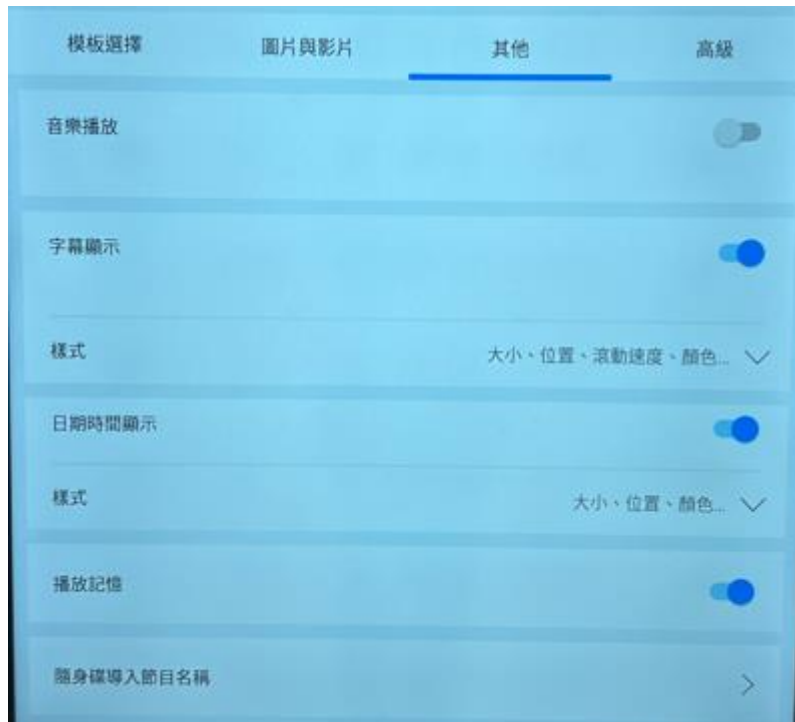 模板選擇 圖片與影片 其他 高級
音樂播放
字幕顯示
樣式 大小、位置、滾動速度、顏色...
日期時間顯示
樣式 大小、位置、顏色...
播放記憶
隨身碟導入節目名稱